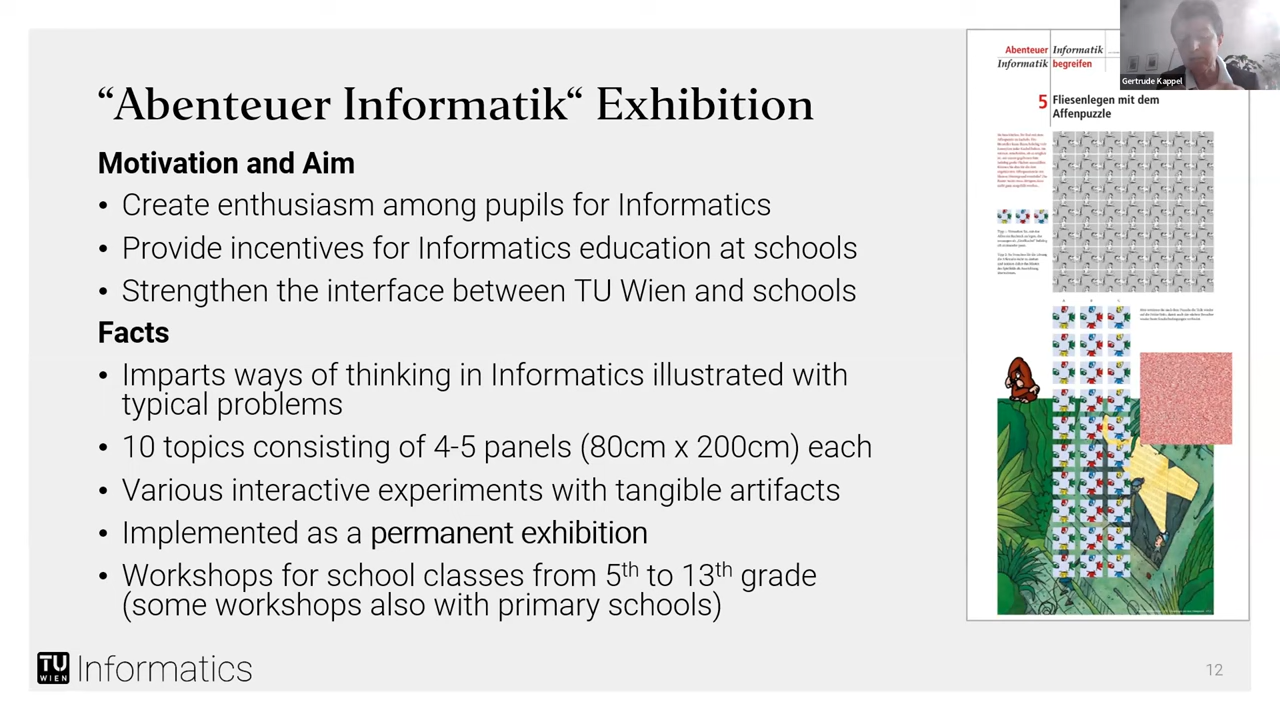 “Abenteuer Informatik“ Exhibition
Motivation and Aim
• Create enthusiasm among pupils for Informatics
• Provide incentives for Informatics education at schools
• Strengthen the interface between TU Wien and schools
Facts
• Imparts ways of thinking in Informatics illustrated with
typical problems
• 10 topics consisting of 4-5 panels (80cm x 200cm) each
• Various interactive experiments with tangible artifacts
• Implemented as a permanent exhibition
• Workshops for school classes from 5th to 13th grade
(some workshops also with primary schools)
TU
WIEN
Informatics
12
Abenteuer Informatik
Informatik begreifen
5 Fliesenlegen mit dem
Affenpuzzle
Gertrude Kappel